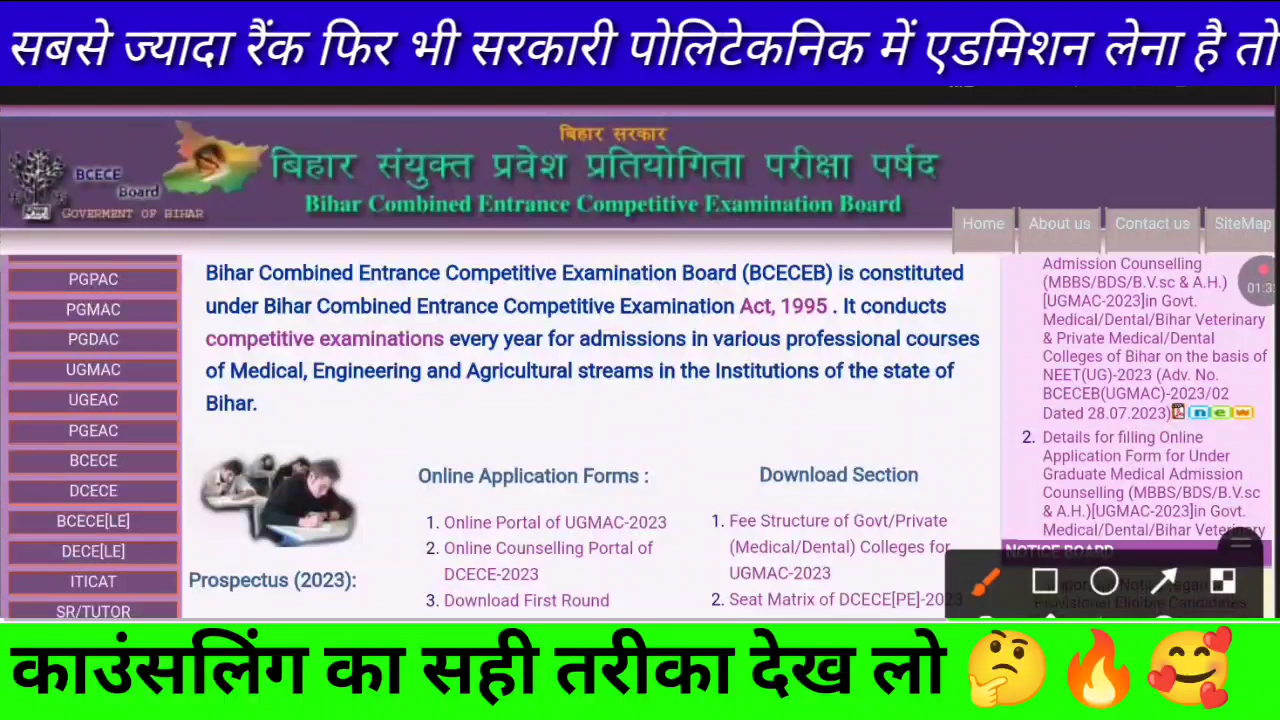 सबसे ज्यादा रैंक फिर भी सरकारी पोलिटेकनिक में एडमिशन लेना है तो
बिहार सरकार
बिहार संयुक्त प्रवेश प्रतियोगिता परीक्षा पर्षद
Bihar Combined Entrance Competitive Examination Board
BCECE
Board
GOVERMENT OF BIHAR
Home
About us
Contact us
SiteMap
PGPAC
PGMAC
PGDAC
UGMAC
UGEAC
PGEAC
BCECE
DCECE
BCECE[LE]
DECE[LE]
ITICAT
SR/TUTOR
Bihar Combined Entrance Competitive Examination Board (BCECEB) is constituted
under Bihar Combined Entrance Competitive Examination Act, 1995 . It conducts
competitive examinations every year for admissions in various professional courses
of Medical, Engineering and Agricultural streams in the Institutions of the state of
Bihar.
Prospectus (2023):
Online Application Forms :
1. Online Portal of UGMAC-2023
2. Online Counselling Portal of
DCECE-2023
3. Download First Round
Download Section
1. Fee Structure of Govt/Private
(Medical/Dental) Colleges for
UGMAC-2023
2. Seat Matrix of DCECE[PE]-2023
Admission Counselling
(MBBS/BDS/B.V.sc & A.H.)
[UGMAC-2023]in Govt.
Medical/Dental/Bihar Veterinary
& Private Medical/Dental
Colleges of Bihar on the basis of
NEET(UG)-2023 (Adv. No.
BCECEB(UGMAC)-2023/02
Dated 28.07.2023) new
2. Details for filling Online
Application Form for Under
Graduate Medical Admission
Counselling (MBBS/BDS/B.V.sc
& A.H.)[UGMAC-2023]in Govt.
Medical/Dental/Bihar Veterinary
NOTICE BOARD
Provisional Eligible Candidates
काउंसलिंग का सही तरीका देख लो 🤔🔥🥰